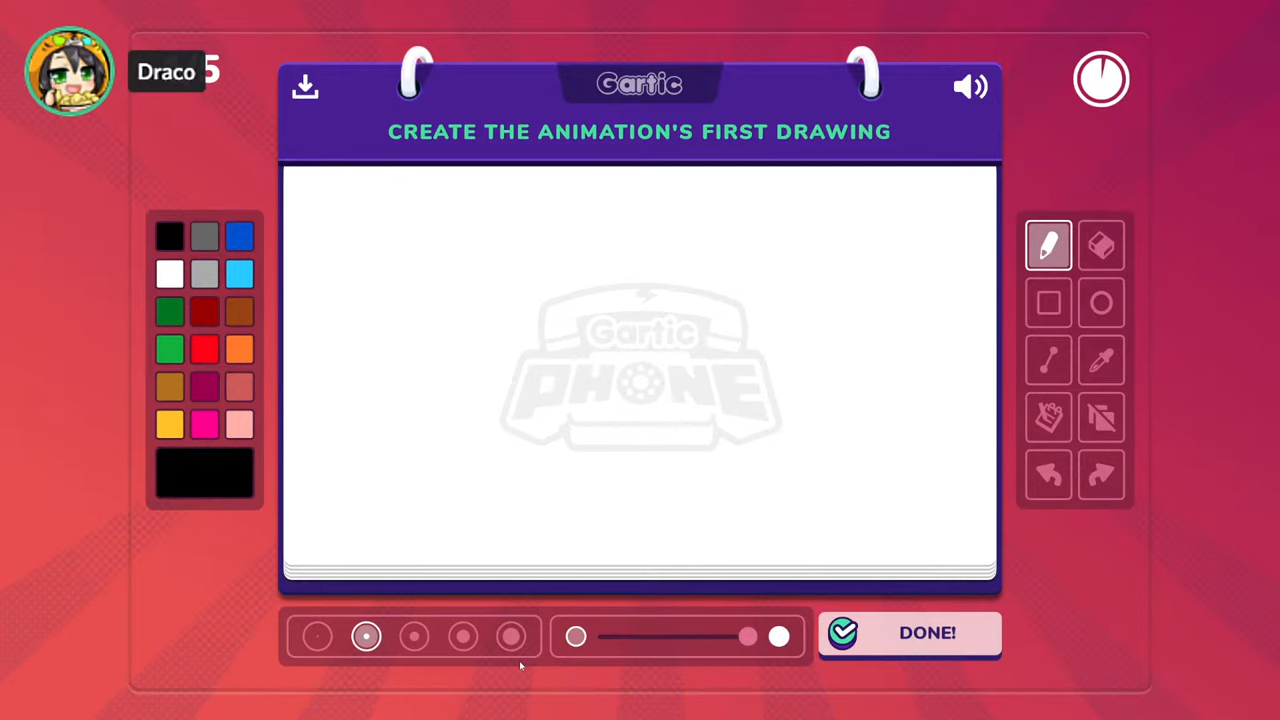 Draco
5
Gartic
CREATE THE ANIMATION'S FIRST DRAWING
Gartic
PHONE
DONE!